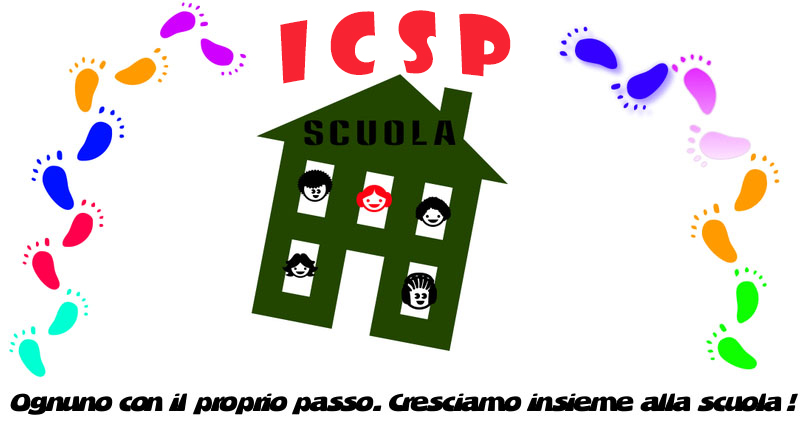 ICSP
SCUOLA
Ognuno con il proprio passo. Cresciamo insieme alla scuola!